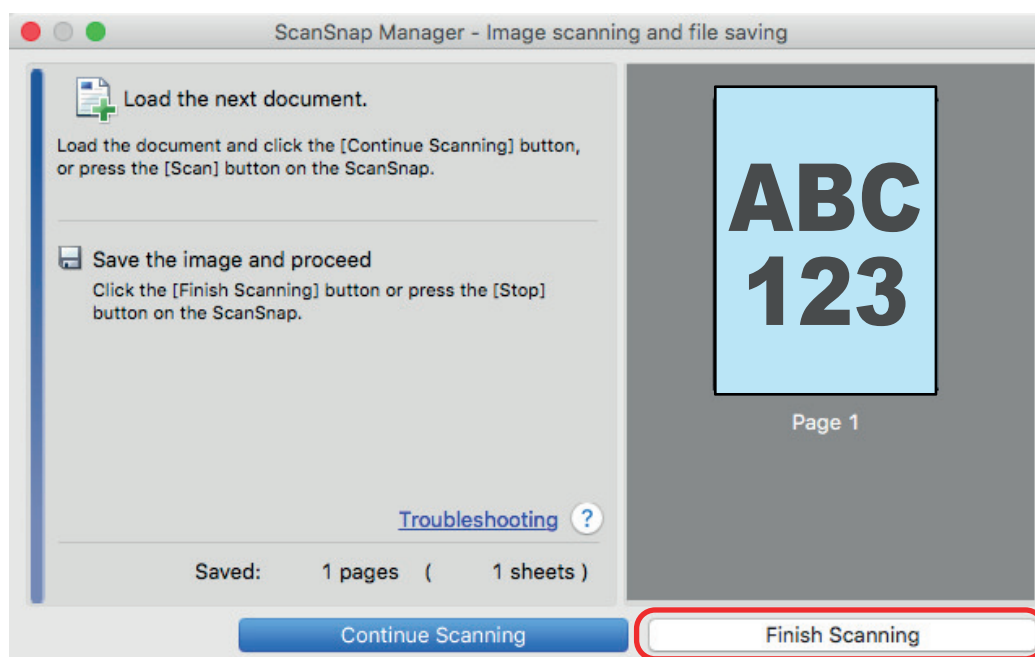 ScanSnap Manager - Image scanning and file saving
Load the next document.
Load the document and click the [Continue Scanning] button,
or press the [Scan] button on the ScanSnap.
Save the image and proceed
Click the [Finish Scanning] button or press the [Stop]
button on the ScanSnap.
Troubleshooting ?
Saved: 1 pages ( 1 sheets )
ABC
123
Page 1
Continue Scanning
Finish Scanning